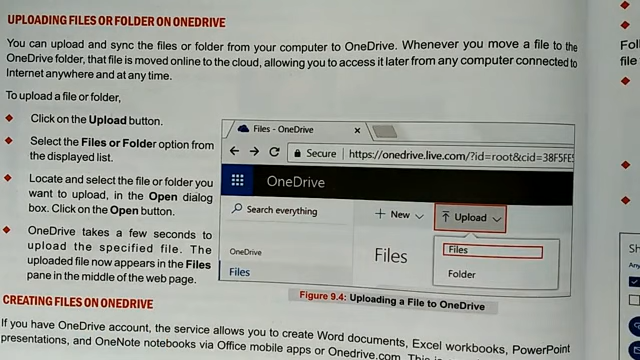 UPLOADING FILES OR FOLDER ON ONEDRIVE
You can upload and sync the files or folder from your computer to OneDrive. Whenever you move a file to the
OneDrive folder, that file is moved online to the cloud, allowing you to access it later from any computer connected to
Internet anywhere and at any time.
To upload a file or folder,
Click on the Upload button.
Select the Files or Folder option from
the displayed list.
Locate and select the file or folder you
want to upload, in the Open dialog
box. Click on the Open button.
OneDrive takes a few seconds to
upload the specified file. The
uploaded file now appears in the Files
pane in the middle of the web page.
Files - OneDrive
Secure https://onedrive.live.com/?id=root&cid=38F5FE
OneDrive
Search everything
New
Upload
OneDrive
Files
Files
Files
Folder
Figure 9.4: Uploading a File to OneDrive
CREATING FILES ON ONEDRIVE
If you have OneDrive account, the service allows you to create Word documents, Excel workbooks, PowerPoint
presentations, and OneNote notebooks via Office mobile apps or Onedrive.com. This is
Fol
file